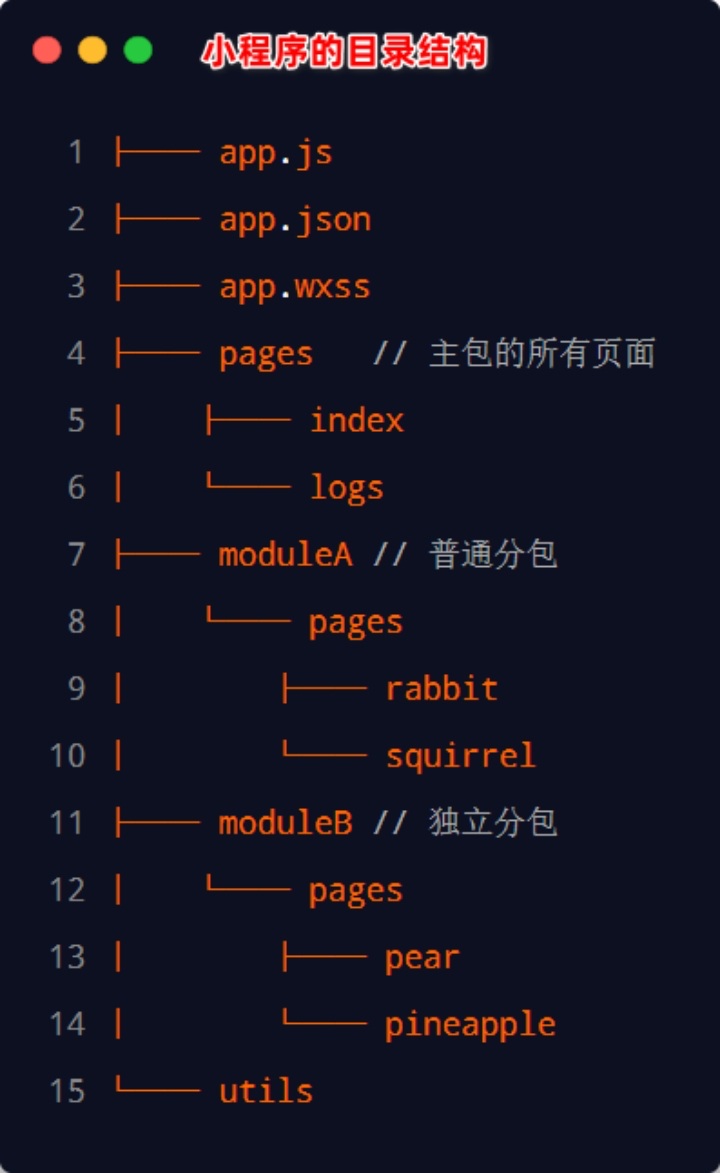 小程序的目录结构
1 ├──── app.js
2 ├──── app.json
3 ├──── app.wxss
4 ├──── pages   // 主包的所有页面
5 │    ├──── index
6 │    └──── logs
7 ├──── moduleA // 普通分包
8 │    └──── pages
9 │        ├──── rabbit
10 │        └──── squirrel
11 ├──── moduleB // 独立分包
12 │    └──── pages
13 │        ├──── pear
14 │        └──── pineapple
15 └──── utils